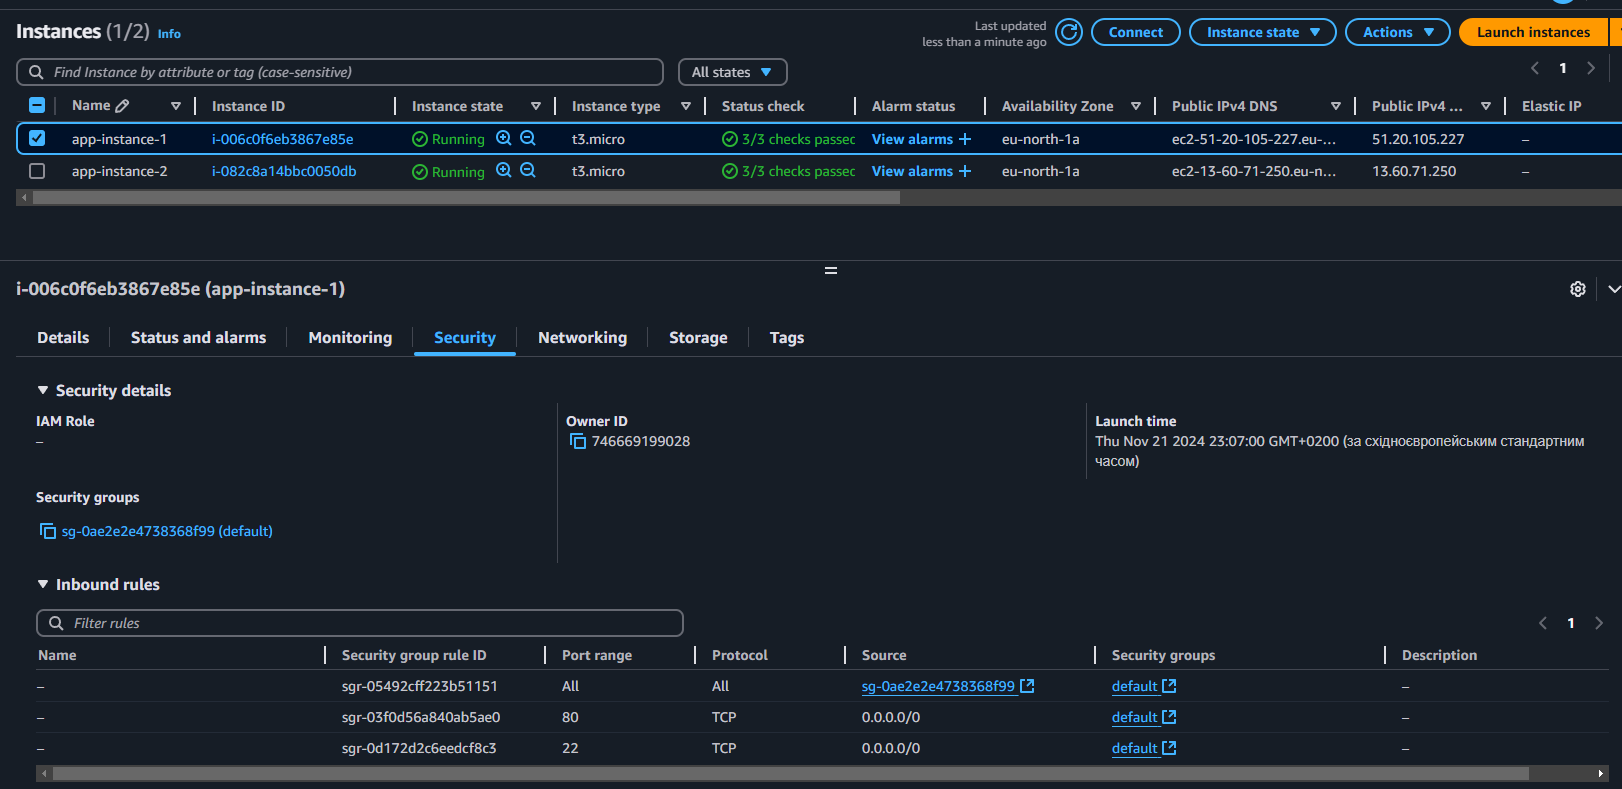 Instances (1/2) Info
Last updated
less than a minute ago
Connect Instance state Actions Launch instances
Find Instance by attribute or tag (case-sensitive) All states 1
Name Instance ID Instance state Instance type Status check Alarm status Availability Zone Public IPv4 DNS Public IPv4 ... Elastic IP
app-instance-1 i-006c0f6eb3867e85e Running t3.micro 3/3 checks passec View alarms + eu-north-1a ec2-51-20-105-227.eu-... 51.20.105.227 –
app-instance-2 i-082c8a14bbc0050db Running t3.micro 3/3 checks passec View alarms + eu-north-1a ec2-13-60-71-250.eu-n... 13.60.71.250 –
i-006c0f6eb3867e85e (app-instance-1)
Details Status and alarms Monitoring Security Networking Storage Tags
Security details
IAM Role Owner ID Launch time
– 746669199028 Thu Nov 21 2024 23:07:00 GMT+0200 (за східноєвропейським стандартним
часом)
Security groups
sg-0ae2e2e4738368f99 (default)
Inbound rules
Filter rules 1
Name Security group rule ID Port range Protocol Source Security groups Description
– sgr-05492cff223b51151 All All sg-0ae2e2e4738368f99 default –
– sgr-03f0d56a840ab5ae0 80 TCP 0.0.0.0/0 default –
– sgr-0d172d2c6eedcf8c3 22 TCP 0.0.0.0/0 default –